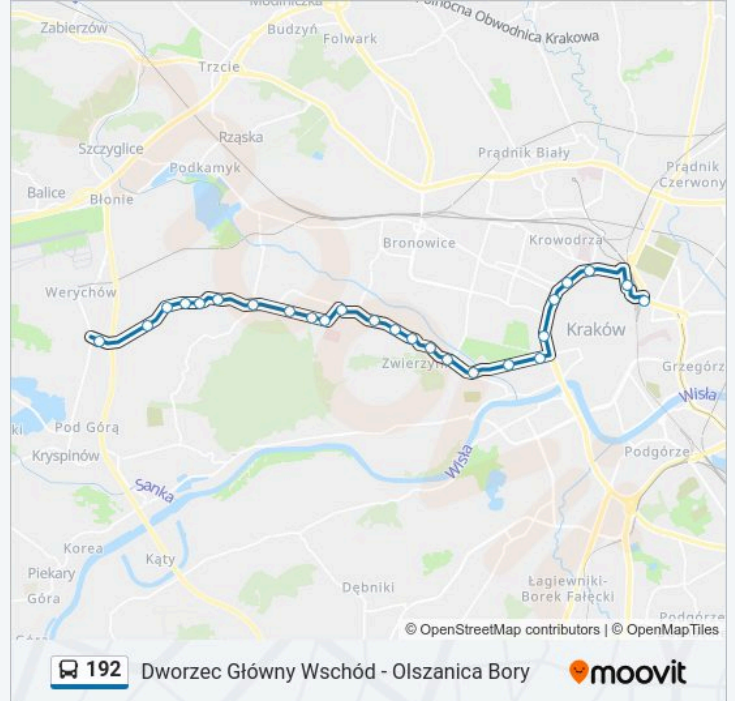 Modlniczka
Północna Obwodnica Krakowa
Zabierzów
Budzyń
Folwark
Trzcie
Rząska
Szczyglice
Prądnik Biały
Podkamyk
Prądnik
Czerwony
Balice
Błonie
Bronowice
Krowodrza
Werychów
Kraków
Zwierzyn
Grzegórz
Wisła
Pod Górą
Kryspinów
Wisła
Podgórze
Sanka
Korea
Kąty
Piekary
Góra
Dębniki
Łagiewniki-
Borek Fałęcki
Podgórze
© OpenStreetMap contributors | © OpenMapTiles
192 Dworzec Główny Wschód - Olszanica Bory
moovit